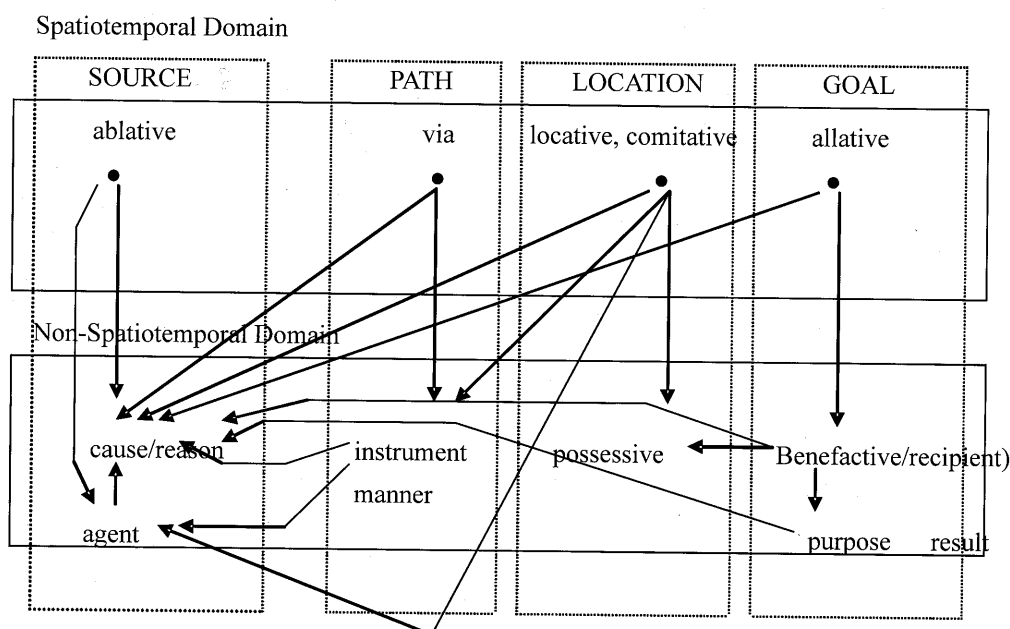 Spatiotemporal Domain
SOURCE PATH LOCATION GOAL
ablative via locative, comitative allative
Non-Spatiotemporal Domain
cause/reason instrument possessive Benefactive/recipient)
manner
agent purpose result